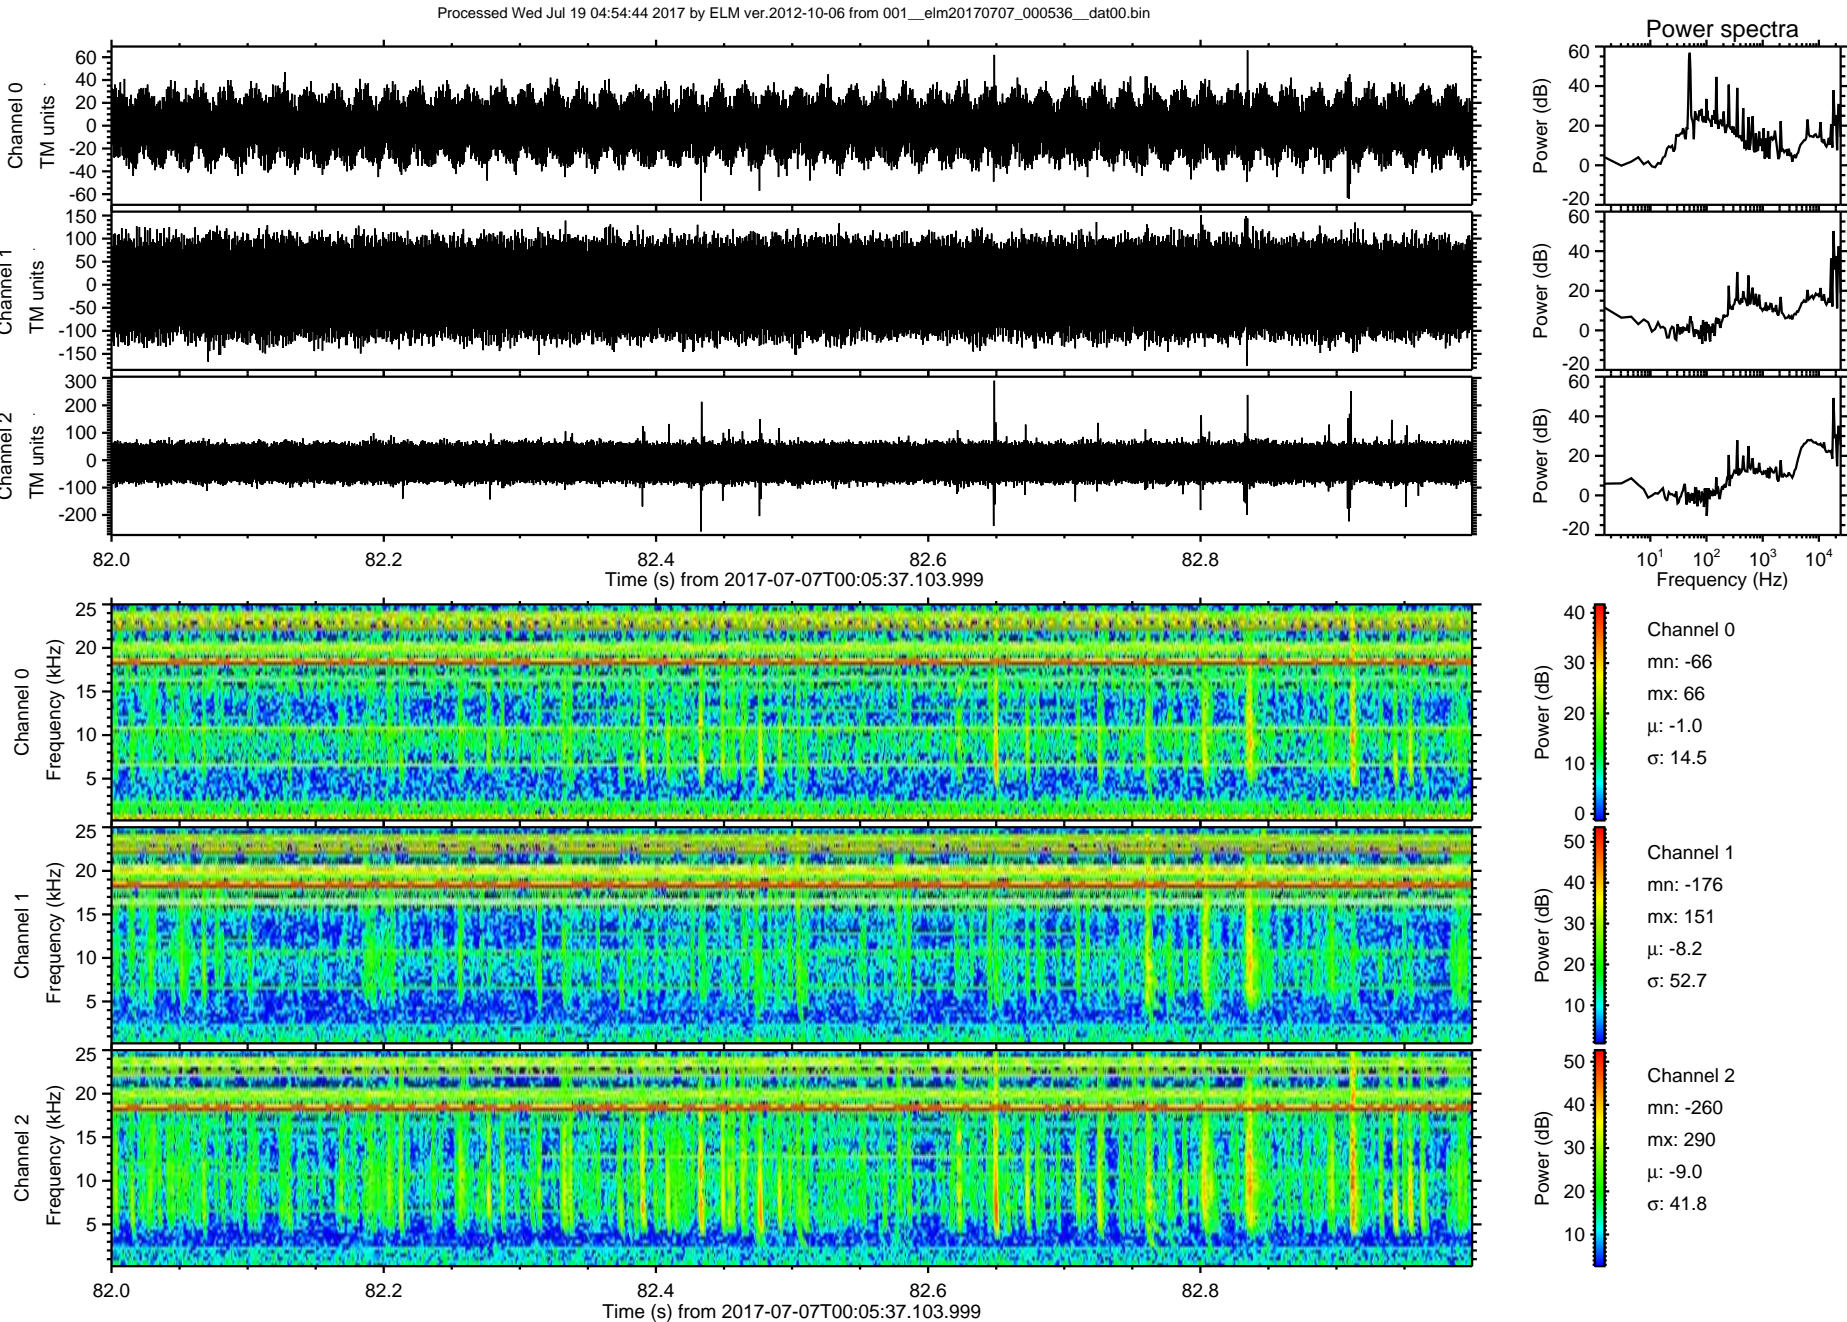 Processed Wed Jul 19 04:54:44 2017 by ELM ver.2012-10-06 from 001__elm20170707_000536__dat00.bin
Power spectra
Channel 0
TM units
60
40
20
0
-20
-40
-60
Power (dB)
60
40
20
0
-20
Channel 1
TM units
150
100
50
0
-50
-100
-150
Power (dB)
60
40
20
0
-20
Channel 2
TM units
300
200
100
0
-100
-200
Power (dB)
60
40
20
0
-20
82.0 82.2 82.4 82.6 82.8
Time (s) from 2017-07-07T00:05:37.103.999
10¹ 10² 10³ 10⁴
Frequency (Hz)
Channel 0
Frequency (kHz)
25
20
15
10
5
Power (dB)
40
30
20
10
0
Channel 0
mn: -66
mx: 66
μ: -1.0
σ: 14.5
Channel 1
Frequency (kHz)
25
20
15
10
5
Power (dB)
50
40
30
20
10
Channel 1
mn: -176
mx: 151
μ: -8.2
σ: 52.7
Channel 2
Frequency (kHz)
25
20
15
10
5
Power (dB)
50
40
30
20
10
Channel 2
mn: -260
mx: 290
μ: -9.0
σ: 41.8
82.0 82.2 82.4 82.6 82.8
Time (s) from 2017-07-07T00:05:37.103.999